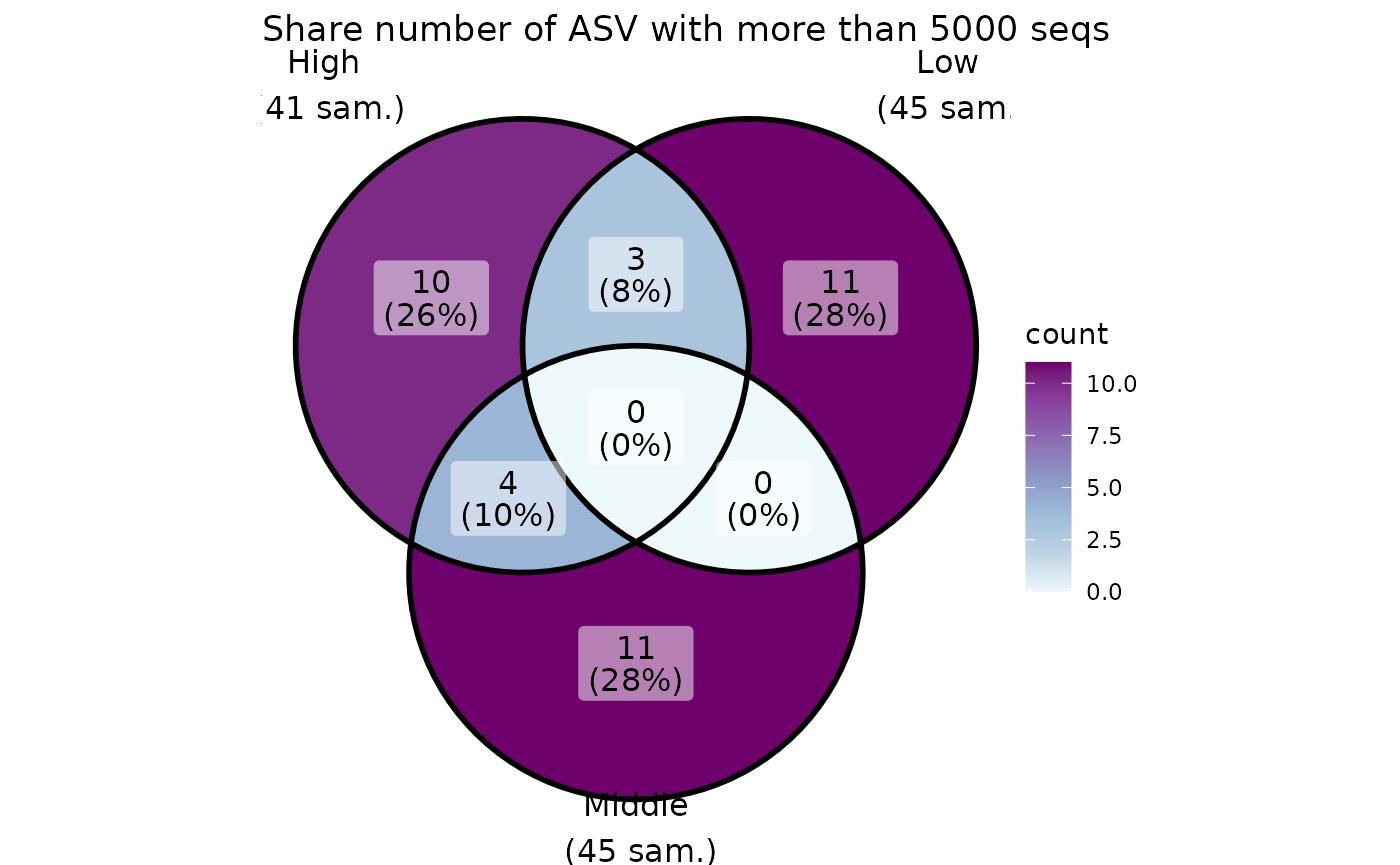 Share number of ASV with more than 5000 seqs
High
41 sam.)
Low
(45 sam.
10
(26%)
3
(8%)
11
(28%)
0
(0%)
4
(10%)
0
(0%)
11
(28%)
Middle
(45 sam.)
count
10.0
7.5
5.0
2.5
0.0